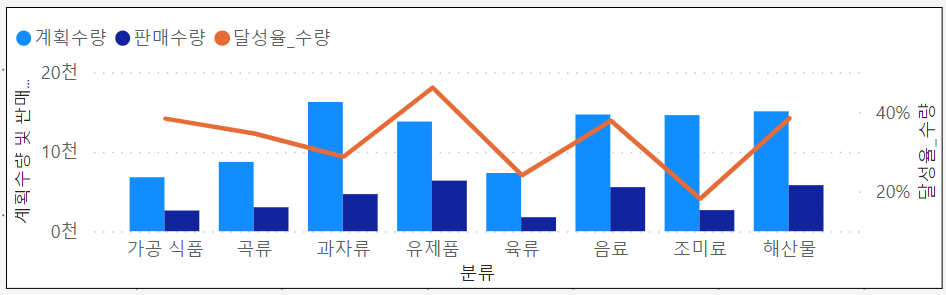 계획수량 판매수량 달성율_수량
계획수량 및 판매...
20천
10천
0천
40%
20%
달성율_수량
가공 식품 곡류 과자류 유제품 육류 음료 조미료 해산물
분류